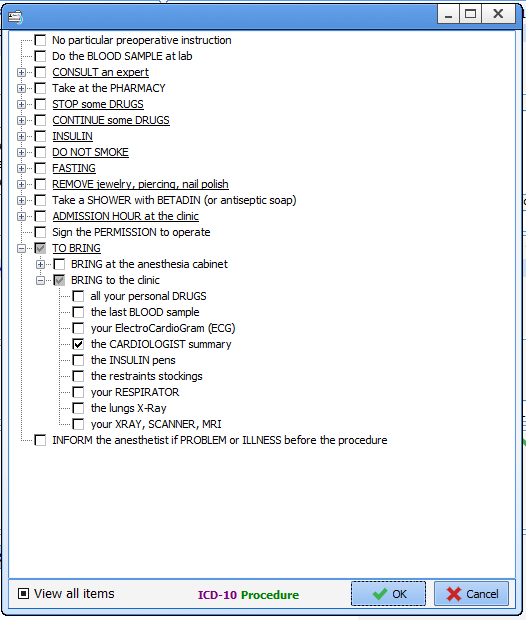 No particular preoperative instruction
Do the BLOOD SAMPLE at lab
CONSULT an expert
Take at the PHARMACY
STOP some DRUGS
CONTINUE some DRUGS
INSULIN
DO NOT SMOKE
FASTING
REMOVE jewelry, piercing, nail polish
Take a SHOWER with BETADIN (or antiseptic soap)
ADMISSION HOUR at the clinic
Sign the PERMISSION to operate
TO BRING
BRING at the anesthesia cabinet
BRING to the clinic
all your personal DRUGS
the last BLOOD sample
your ElectroCardioGram (ECG)
the CARDIOLOGIST summary
the INSULIN pens
the restraints stockings
your RESPIRATOR
the lungs X-Ray
your XRAY, SCANNER, MRI
INFORM the anesthetist if PROBLEM or ILLNESS before the procedure
View all items ICD-10 Procedure OK Cancel